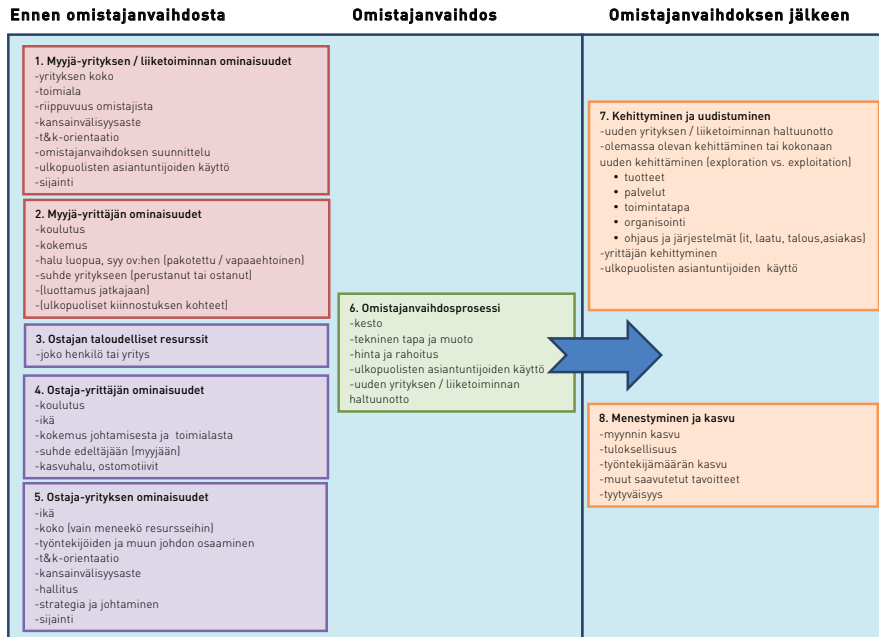 Ennen omistajanvaihdosta
Omistajanvaihdos
Omistajanvaihdoksen jälkeen
1. Myyjä-yrityksen / liiketoiminnan ominaisuudet
-yrityksen koko
-toimiala
-riippuvuus omistajista
-kansainvälisyysaste
-t&k-orientaatio
-omistajanvaihdoksen suunnittelu
-ulkopuolisten asiantuntijoiden käyttö
-sijainti
2. Myyjä-yrittäjän ominaisuudet
-koulutus
-kokemus
-halu luopua, syy ov:hen (pakotettu / vapaaehtoinen)
-suhde yritykseen (perustanut tai ostanut)
-(luottamus jatkajaan)
-(ulkopuoliset kiinnostuksen kohteet)
3. Ostajan taloudelliset resurssit
-joko henkilö tai yritys
4. Ostaja-yrittäjän ominaisuudet
-koulutus
-ikä
-kokemus johtamisesta ja toimialasta
-suhde edeltäjään (myyjään)
-kasvuhalu, ostomotiivit
5. Ostaja-yrityksen ominaisuudet
-ikä
-koko (vain meneekö resursseihin)
-työntekijöiden ja muun johdon osaaminen
-t&k-orientaatio
-kansainvälisyysaste
-hallitus
-strategia ja johtaminen
-sijainti
6. Omistajanvaihdosprosessi
-kesto
-tekninen tapa ja muoto
-hinta ja rahoitus
-ulkopuolisten asiantuntijoiden käyttö
-uuden yrityksen / liiketoiminnan
haltuunotto
7. Kehittyminen ja uudistuminen
-uuden yrityksen / liiketoiminnan haltuunotto
-olemassa olevan kehittäminen tai kokonaan
uuden kehittäminen (exploration vs. exploitation)
• tuotteet
• palvelut
• toimintatapa
• organisointi
• ohjaus ja järjestelmät (it, laatu, talous,asiakas)
-yrittäjän kehittyminen
-ulkopuolisten asiantuntijoiden käyttö
8. Menestyminen ja kasvu
-myynnin kasvu
-tuloksellisuus
-työntekijämäärän kasvu
-muut saavutetut tavoitteet
-tyytyväisyys